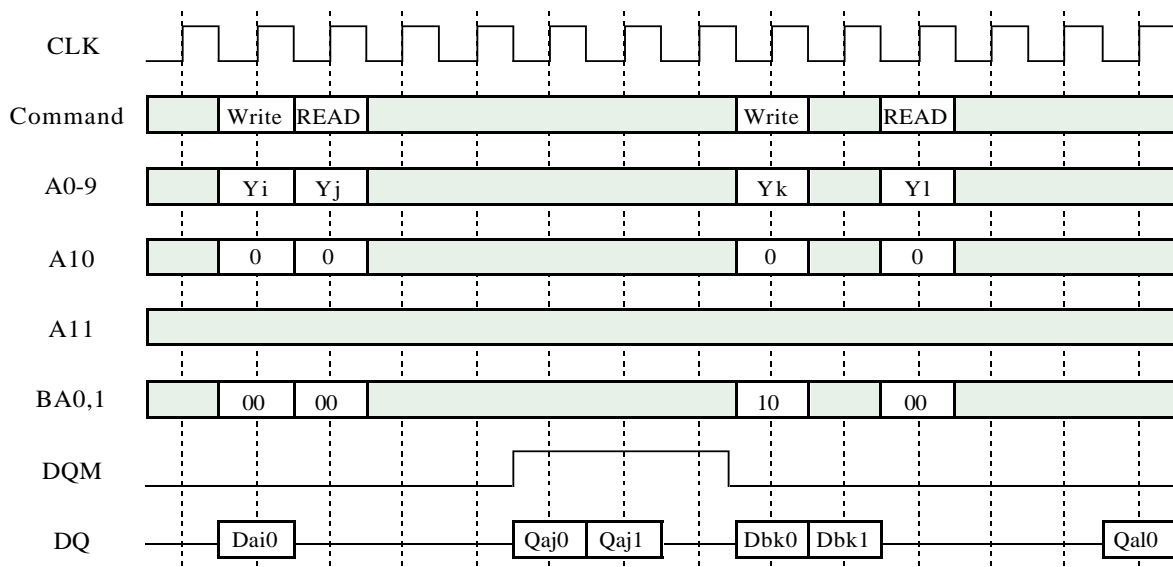 CLK
Command Write READ Write READ
A0-9 Yi Yj Yk Yl
A10 0 0 0 0
A11
BA0,1 00 00 10 00
DQM
DQ Dai0 Qaj0 Qaj1 Dbk0 Dbk1 Qal0